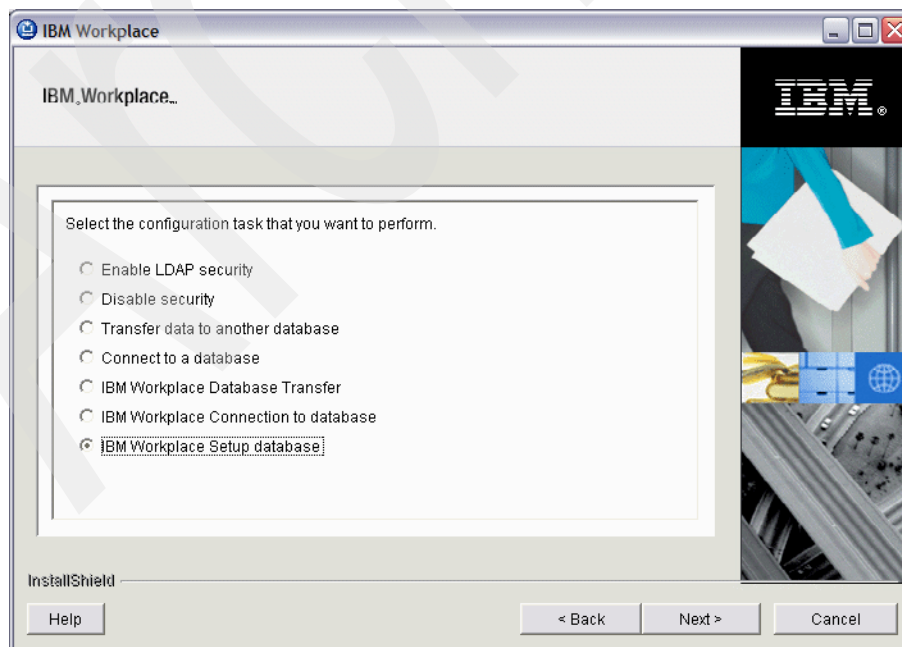 IBM Workplace
IBM Workplace
IBM
Select the configuration task that you want to perform.
Enable LDAP security
Disable security
Transfer data to another database
Connect to a database
IBM Workplace Database Transfer
IBM Workplace Connection to database
IBM Workplace Setup database
InstallShield
Help
< Back
Next >
Cancel